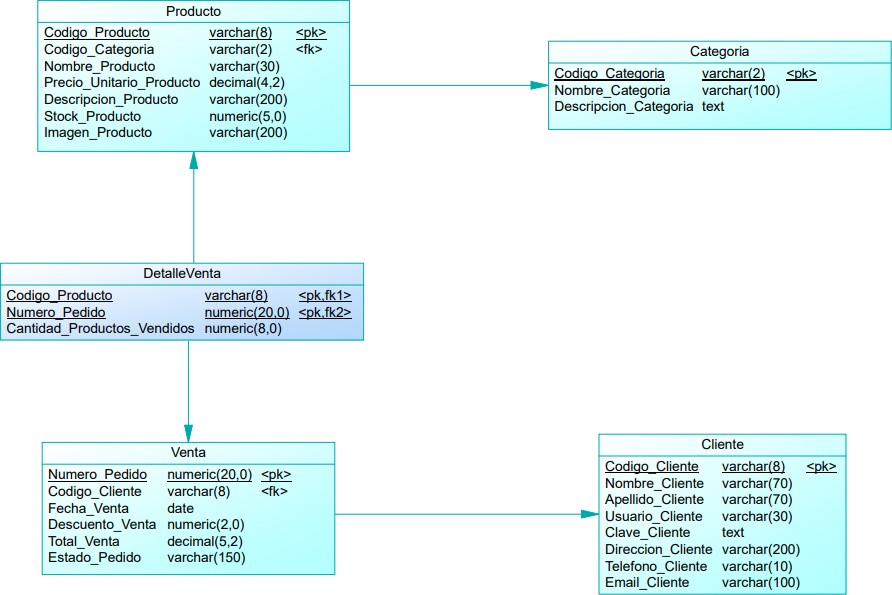 Producto
Codigo_Producto varchar(8) <pk>
Codigo_Categoria varchar(2) <fk>
Nombre_Producto varchar(30)
Precio_Unitario_Producto decimal(4,2)
Descripcion_Producto varchar(200)
Stock_Producto numeric(5,0)
Imagen_Producto varchar(200)
Categoria
Codigo_Categoria varchar(2) <pk>
Nombre_Categoria varchar(100)
Descripcion_Categoria text
DetalleVenta
Codigo_Producto varchar(8) <pk,fk1>
Numero_Pedido numeric(20,0) <pk,fk2>
Cantidad_Productos_Vendidos numeric(8,0)
Venta
Numero_Pedido numeric(20,0) <pk>
Codigo_Cliente varchar(8) <fk>
Fecha_Venta date
Descuento_Venta numeric(2,0)
Total_Venta decimal(5,2)
Estado_Pedido varchar(150)
Cliente
Codigo_Cliente varchar(8) <pk>
Nombre_Cliente varchar(70)
Apellido_Cliente varchar(70)
Usuario_Cliente varchar(30)
Clave_Cliente text
Direccion_Cliente varchar(200)
Telefono_Cliente varchar(10)
Email_Cliente varchar(100)